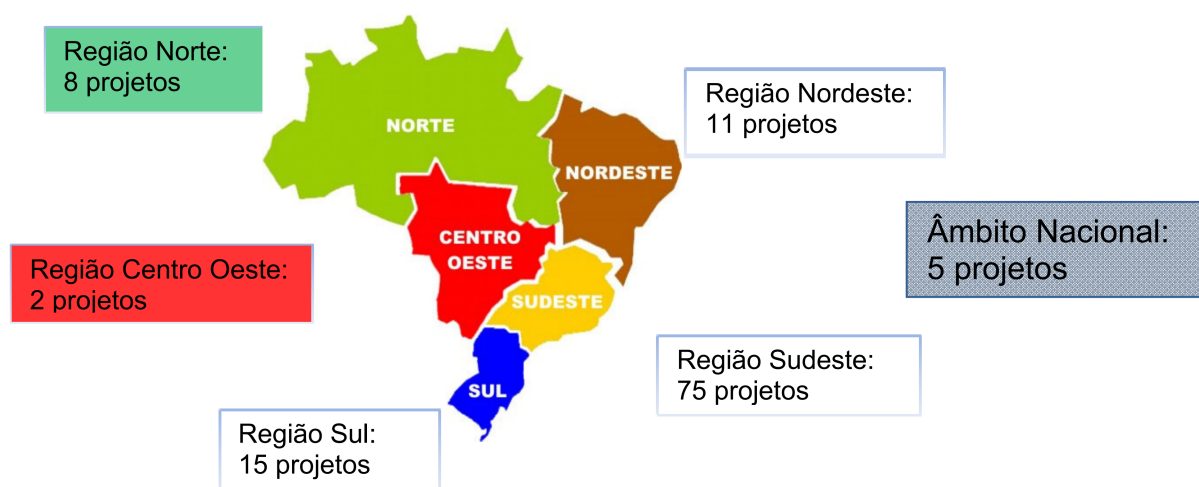 Região Norte:
8 projetos
NORTE
Região Nordeste:
11 projetos
NORDESTE
Âmbito Nacional:
5 projetos
CENTRO
OESTE
Região Centro Oeste:
2 projetos
SUDESTE
Região Sudeste:
75 projetos
SUL
Região Sul:
15 projetos